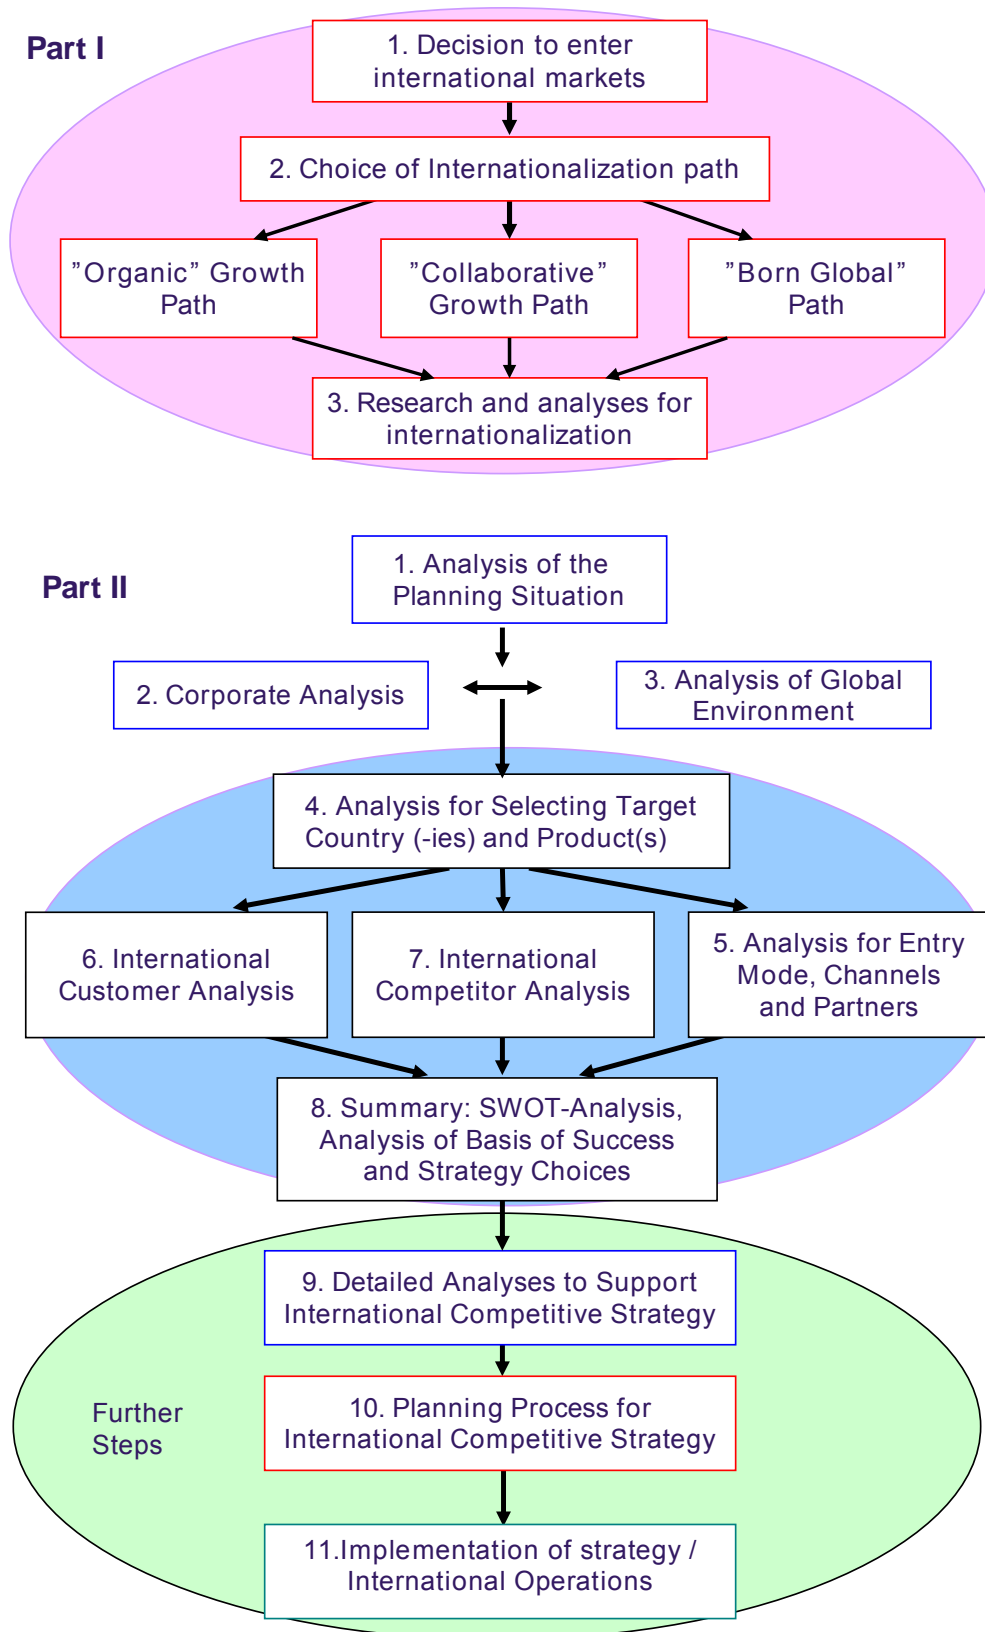 Part I
1. Decision to enter
international markets
2. Choice of Internationalization path
”Organic” Growth
Path
”Collaborative”
Growth Path
”Born Global”
Path
3. Research and analyses for
internationalization
Part II
1. Analysis of the
Planning Situation
2. Corporate Analysis
3. Analysis of Global
Environment
4. Analysis for Selecting Target
Country (-ies) and Product(s)
6. International
Customer Analysis
7. International
Competitor Analysis
5. Analysis for Entry
Mode, Channels
and Partners
8. Summary: SWOT-Analysis,
Analysis of Basis of Success
and Strategy Choices
9. Detailed Analyses to Support
International Competitive Strategy
Further
Steps
10. Planning Process for
International Competitive Strategy
11.Implementation of strategy /
International Operations